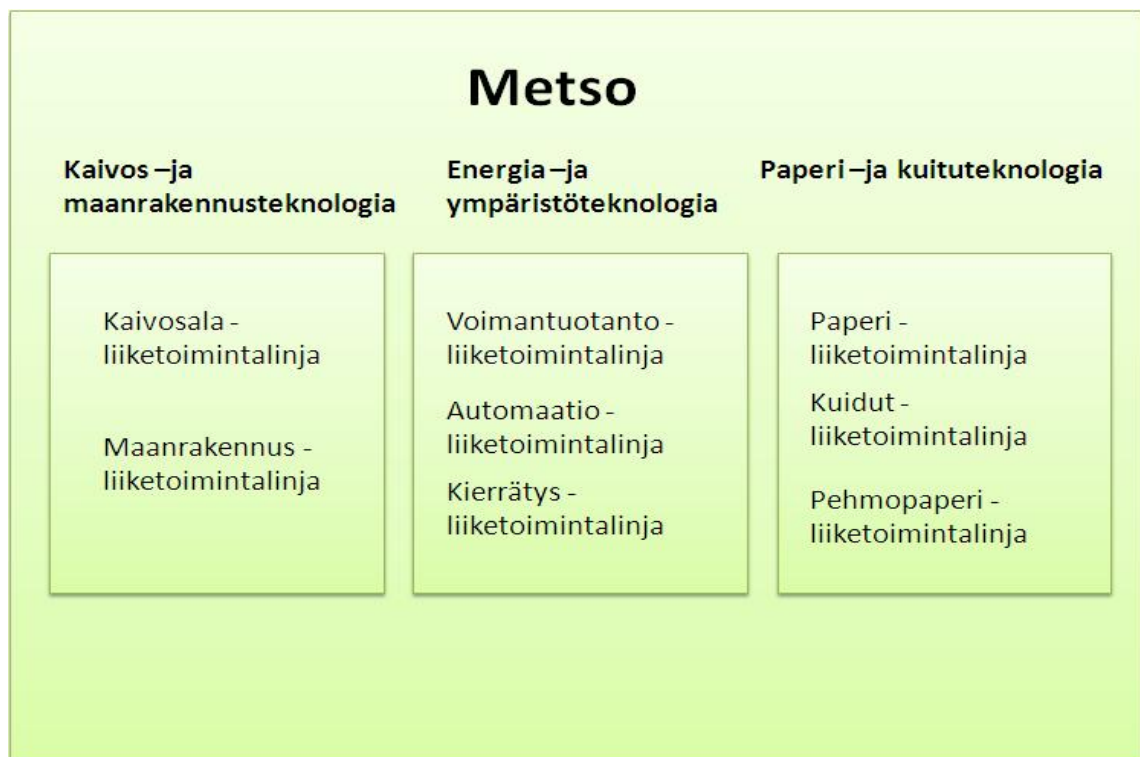 Metso
Kaivos –ja
maanrakennusteknologia
Kaivosala -
liiketoimintalinja
Maanrakennus -
liiketoimintalinja
Energia –ja
ympäristöteknologia
Voimantuotanto -
liiketoimintalinja
Automaatio -
liiketoimintalinja
Kierrätys -
liiketoimintalinja
Paperi –ja kuituteknologia
Paperi -
liiketoimintalinja
Kuidut -
liiketoimintalinja
Pehmopaperi -
liiketoimintalinja